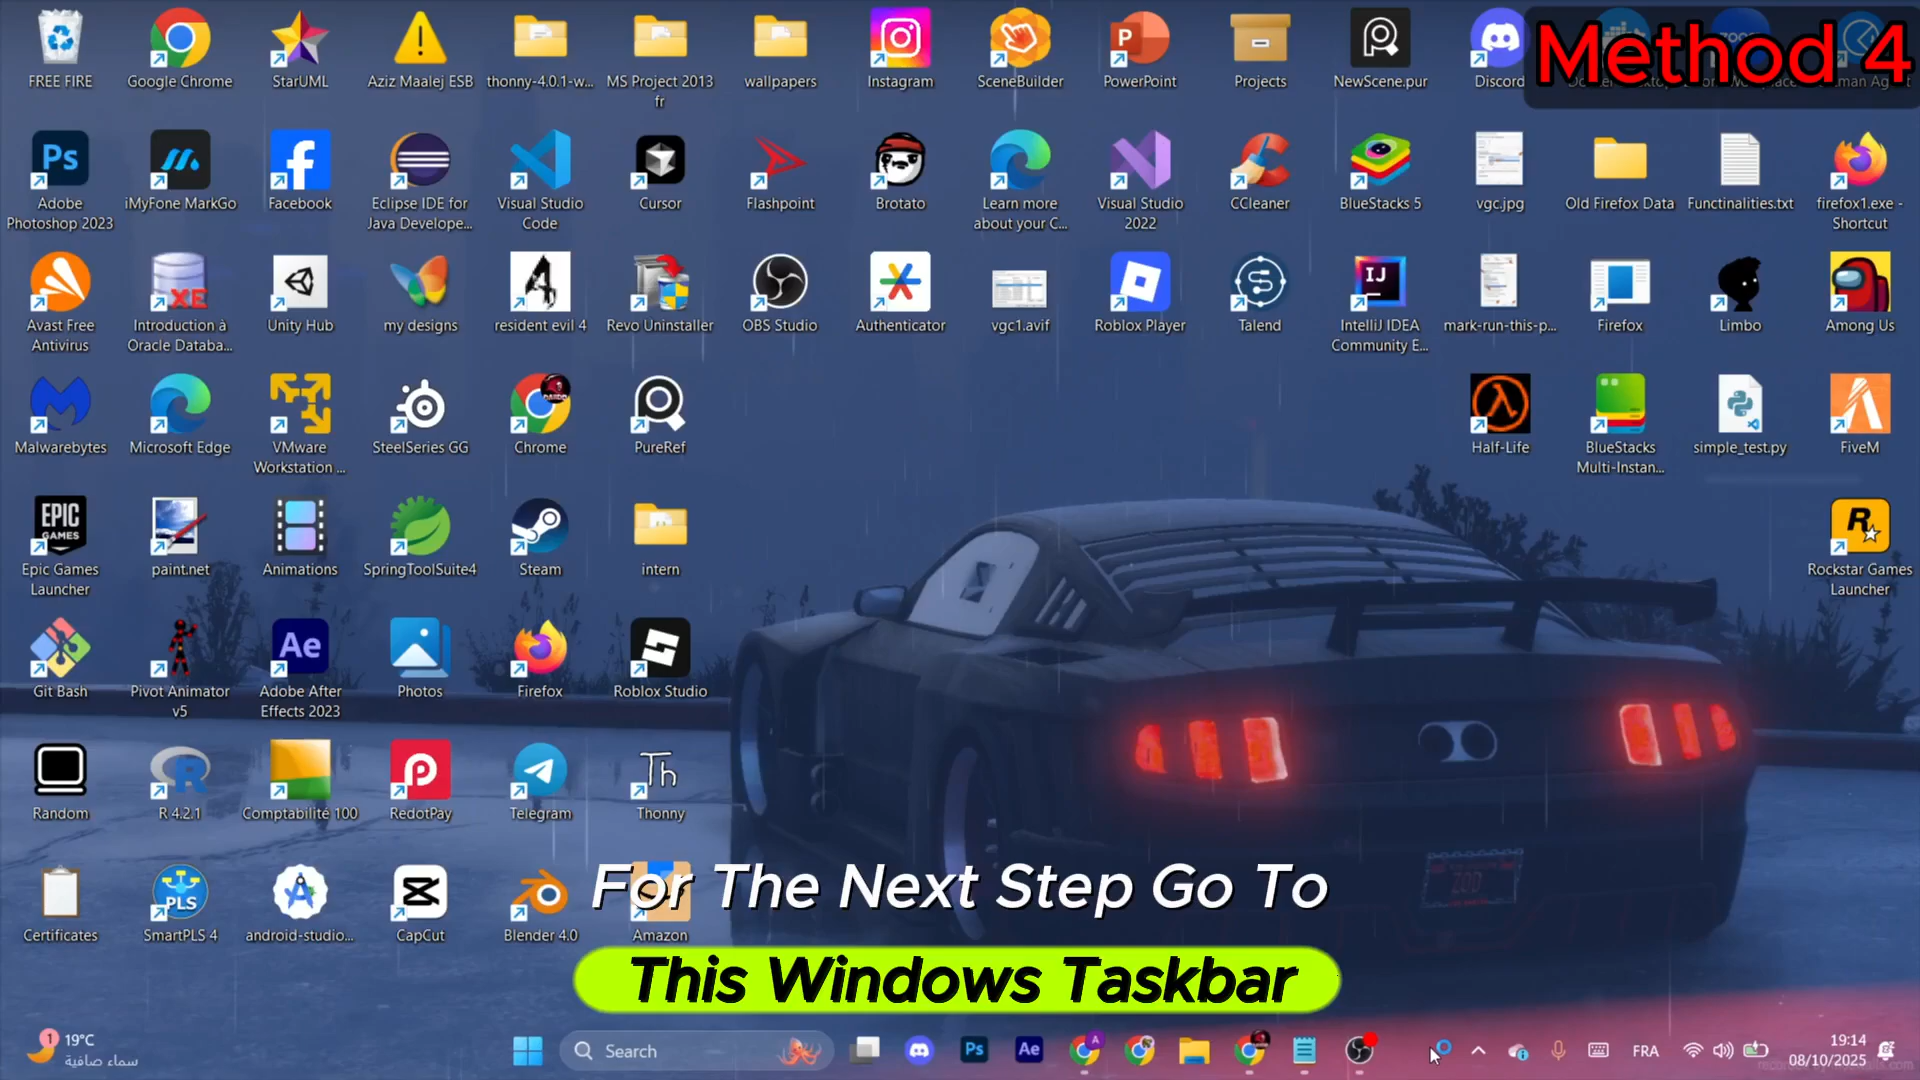 FREE FIRE
Google Chrome
StarUML
Aziz Maalej ESB
thonny-4.0.1-w...
MS Project 2013
fr
wallpapers
Instagram
SceneBuilder
PowerPoint
Projects
NewScene.pur
Discord
Method 4
Adobe
Photoshop 2023
iMyFone MarkGo
Facebook
Eclipse IDE for
Java Develope...
Visual Studio
Code
Cursor
Flashpoint
Brotato
Learn more
about your C...
Visual Studio
2022
CCleaner
BlueStacks 5
vgc.jpg
Old Firefox Data
Functinalities.txt
firefox1.exe -
Shortcut
Avast Free
Antivirus
Introduction à
Oracle Databa...
Unity Hub
my designs
resident evil 4
Revo Uninstaller
OBS Studio
Authenticator
vgc1.avif
Roblox Player
Talend
IntelliJ IDEA
Community E...
mark-run-this-p...
Firefox
Limbo
Among Us
Malwarebytes
Microsoft Edge
VMware
Workstation ...
SteelSeries GG
Chrome
PureRef
Half-Life
BlueStacks
Multi-Instan...
simple_test.py
FiveM
EPIC
GAMES
Epic Games
Launcher
paint.net
Animations
SpringToolSuite4
Steam
intern
Rockstar Games
Launcher
Git Bash
Pivot Animator
v5
Adobe After
Effects 2023
Photos
Firefox
Roblox Studio
Random
R 4.2.1
Comptabilité 100
RedotPay
Telegram
Thonny
Certificates
SmartPLS 4
android-studio...
CapCut
Blender 4.0
Amazon
For The Next Step Go To
This Windows Taskbar
19°C
سماء صافية
Search
FRA
19:14
08/10/2025